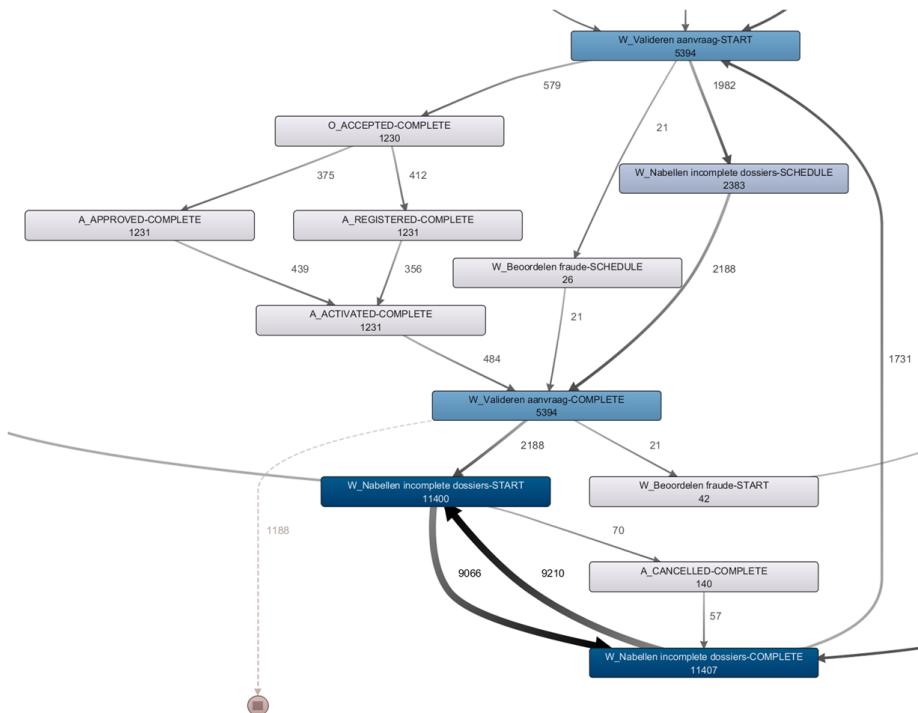 W_Valideren aanvraag-START
5394
579
1982
21
O_ACCEPTED-COMPLETE
1230
375
412
W_Nabellen incomplete dossiers-SCHEDULE
2383
A_APPROVED-COMPLETE
1231
A_REGISTERED-COMPLETE
1231
439
356
W_Beoordelen fraude-SCHEDULE
26
2188
A_ACTIVATED-COMPLETE
1231
21
484
1731
W_Valideren aanvraag-COMPLETE
5394
2188
21
W_Nabellen incomplete dossiers-START
11400
W_Beoordelen fraude-START
42
1188
70
9066
9210
A_CANCELLED-COMPLETE
140
57
W_Nabellen incomplete dossiers-COMPLETE
11407